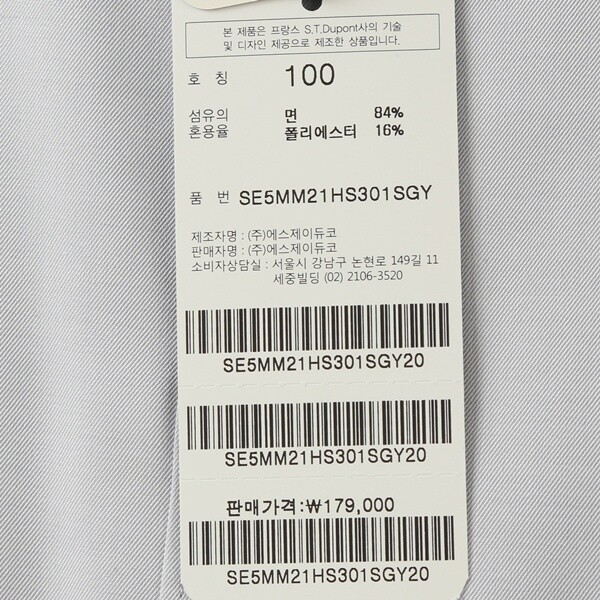 본 제품은 프랑스 S.T.Dupont사의 기술
및 디자인 제공으로 제조한 상품입니다.
호 칭 100
섬유의 면 84%
혼용율 폴리에스터 16%
품 번 SE5MM21HS301SGY
제조자명 : (주)에스제이듀코
판매자명 : (주)에스제이듀코
소비자상담실 : 서울시 강남구 논현로 149길 11
세중빌딩 (02) 2106-3520
SE5MM21HS301SGY20
SE5MM21HS301SGY20
판매가격:₩179,000
SE5MM21HS301SGY20